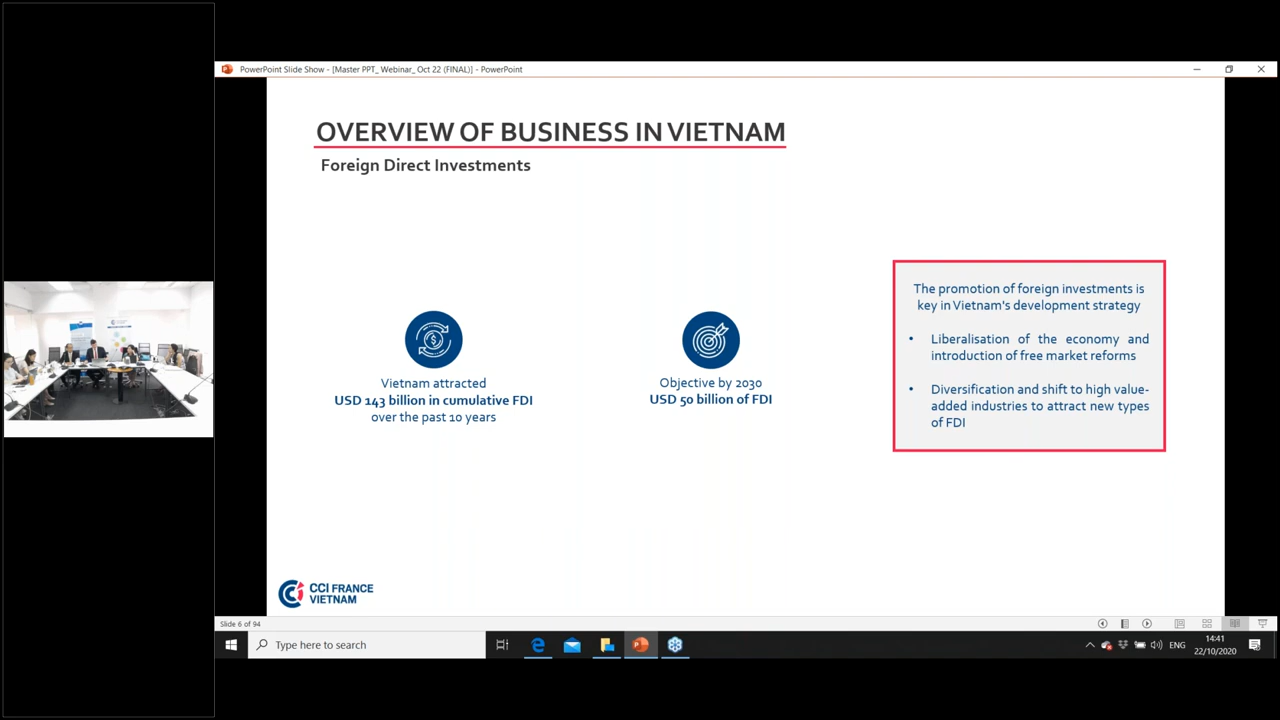 PowerPoint Slide Show - [Master PPT_ Webinar_ Oct 22 (FINAL)] - PowerPoint
OVERVIEW OF BUSINESS IN VIETNAM
Foreign Direct Investments
Vietnam attracted
USD 143 billion in cumulative FDI
over the past 10 years
Objective by 2030
USD 50 billion of FDI
The promotion of foreign investments is
key in Vietnam's development strategy
• Liberalisation of the economy and
introduction of free market reforms
• Diversification and shift to high value-
added industries to attract new types
of FDI
CCI FRANCE
VIETNAM
Slide 6 of 94
Type here to search
ENG
14:41
22/10/2020